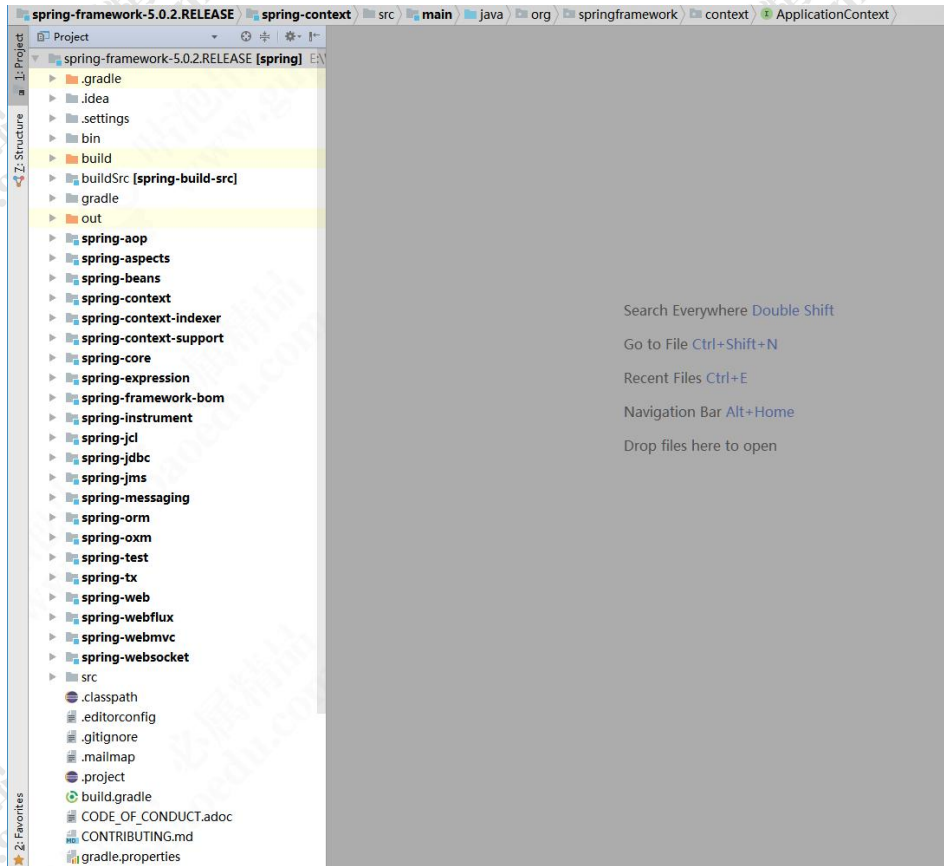 spring-framework-5.0.2.RELEASE spring-context src main java org springframework context ApplicationContext
1: Project
Project
spring-framework-5.0.2.RELEASE [spring] E:\
.gradle
.idea
.settings
bin
build
buildSrc [spring-build-src]
gradle
out
spring-aop
spring-aspects
spring-beans
spring-context
spring-context-indexer
spring-context-support
spring-core
spring-expression
spring-framework-bom
spring-instrument
spring-jcl
spring-jdbc
spring-jms
spring-messaging
spring-orm
spring-oxm
spring-test
spring-tx
spring-web
spring-webflux
spring-webmvc
spring-websocket
src
.classpath
.editorconfig
.gitignore
.mailmap
.project
build.gradle
CODE_OF_CONDUCT.adoc
CONTRIBUTING.md
gradle.properties
Z: Structure
2: Favorites
Search Everywhere Double Shift
Go to File Ctrl+Shift+N
Recent Files Ctrl+E
Navigation Bar Alt+Home
Drop files here to open